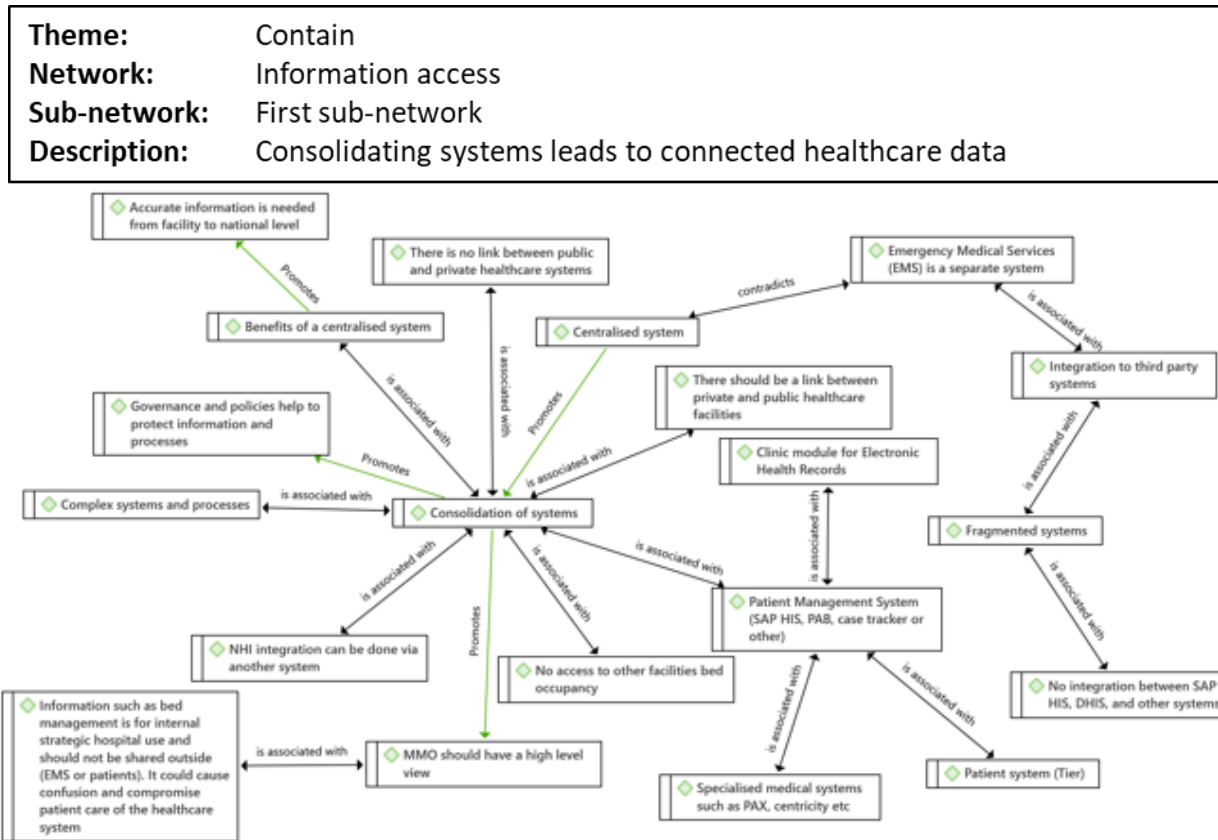 Theme: Contain
Network: Information access
Sub-network: First sub-network
Description: Consolidating systems leads to connected healthcare data
Accurate information is needed
from facility to national level
There is no link between public
and private healthcare systems
Emergency Medical Services
(EMS) is a separate system
Promotes
contradicts
is associated with
Benefits of a centralised system
Centralised system
Integration to third party
systems
is associated with
is associated with
Promotes
There should be a link between
private and public healthcare
facilities
Governance and policies help to
protect information and
processes
Promotes
is associated with
Clinic module for Electronic
Health Records
is associated with
Complex systems and processes
is associated with
Consolidation of systems
is associated with
Fragmented systems
is associated with
is associated with
is associated with
is associated with
Promotes
Patient Management System
(SAP HIS, PAB, case tracker or
other)
NHI integration can be done via
another system
No access to other facilities bed
occupancy
is associated with
is associated with
No integration between SAP
HIS, DHIS, and other systems
Information such as bed
management is for internal
strategic hospital use and
should not be shared outside
(EMS or patients). It could cause
confusion and compromise
patient care of the healthcare
system
is associated with
MMO should have a high level
view
Specialised medical systems
such as PAX, centricity etc
Patient system (Tier)